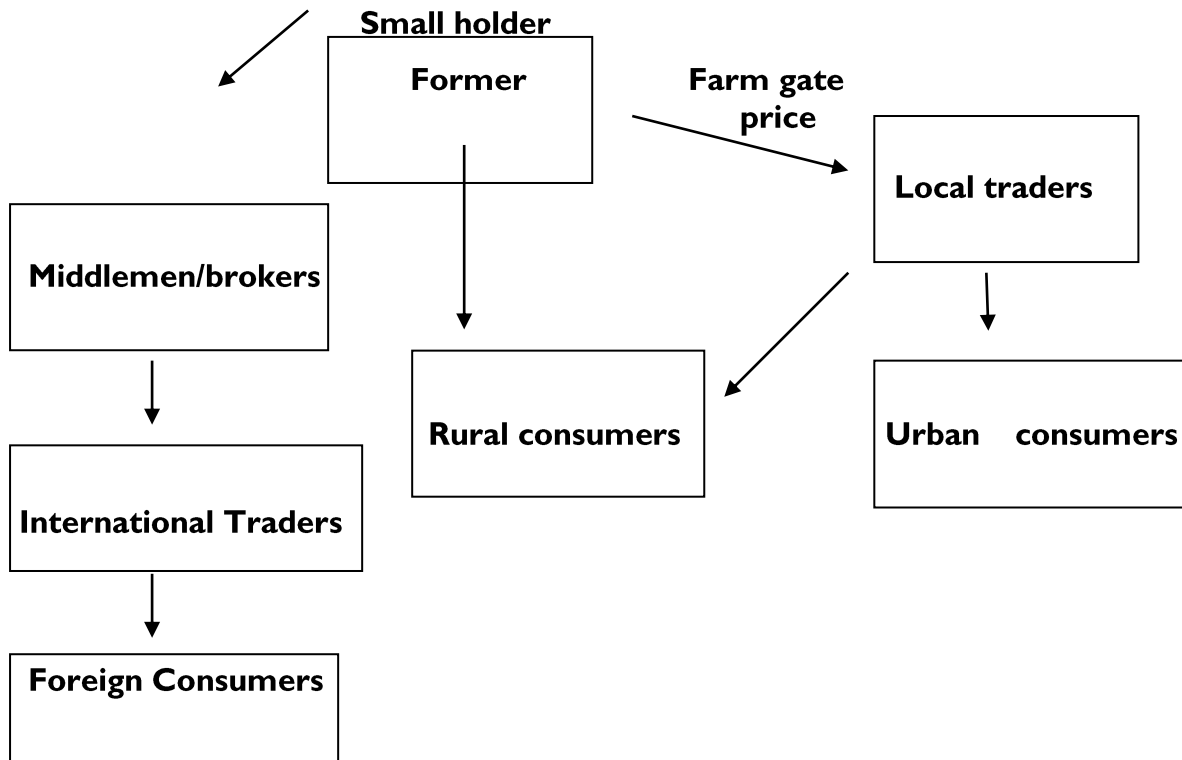 Small holder
Former
Farm gate
price
Local traders
Middlemen/brokers
Rural consumers
Urban consumers
International Traders
Foreign Consumers